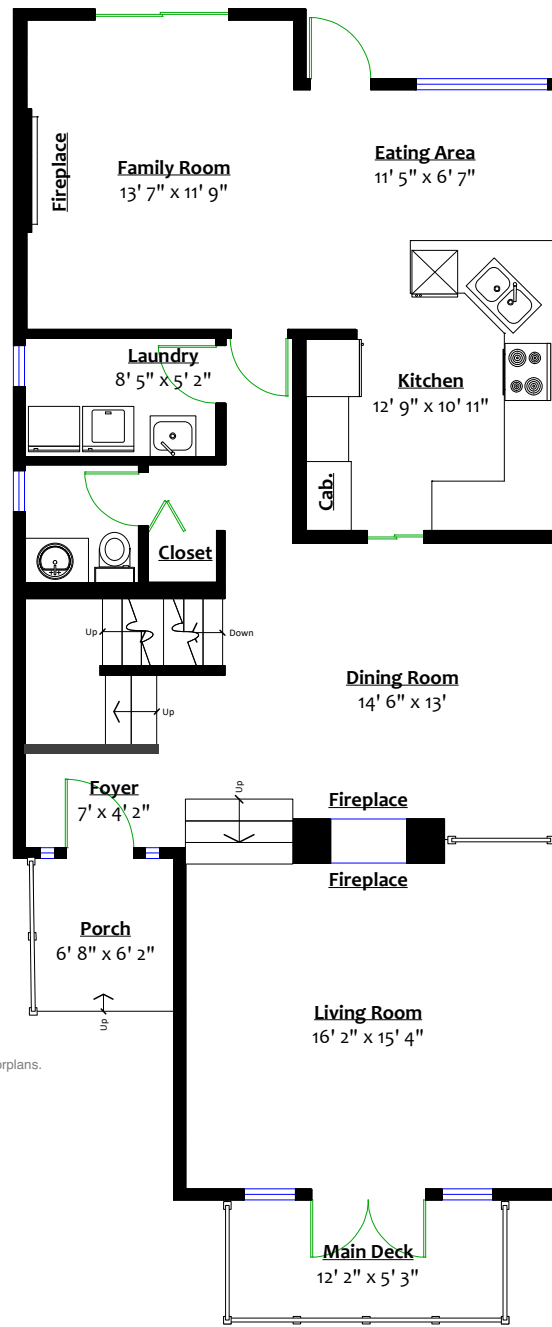 Fireplace
Family Room
13' 7" x 11' 9"
Eating Area
11' 5" x 6' 7"
Laundry
8' 5" x 5' 2"
Kitchen
12' 9" x 10' 11"
Cab.
Closet
Up
Down
Up
Dining Room
14' 6" x 13'
Foyer
7' x 4' 2"
Up
Fireplace
Fireplace
Porch
6' 8" x 6' 2"
Up
Living Room
16' 2" x 15' 4"
Main Deck
12' 2" x 5' 3"